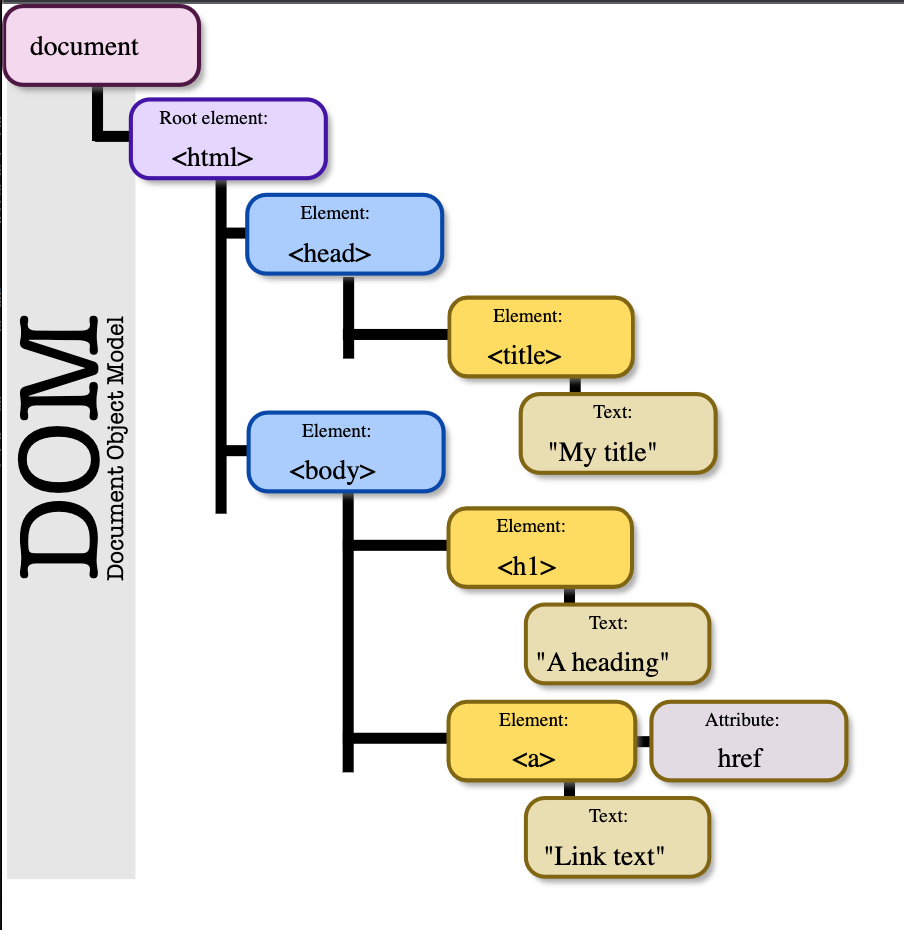 document
Root element:
<html>
Element:
<head>
Element:
<title>
Text:
"My title"
Element:
<body>
Element:
<h1>
Text:
"A heading"
Element:
<a>
Attribute:
href
Text:
"Link text"
DOM
Document Object Model